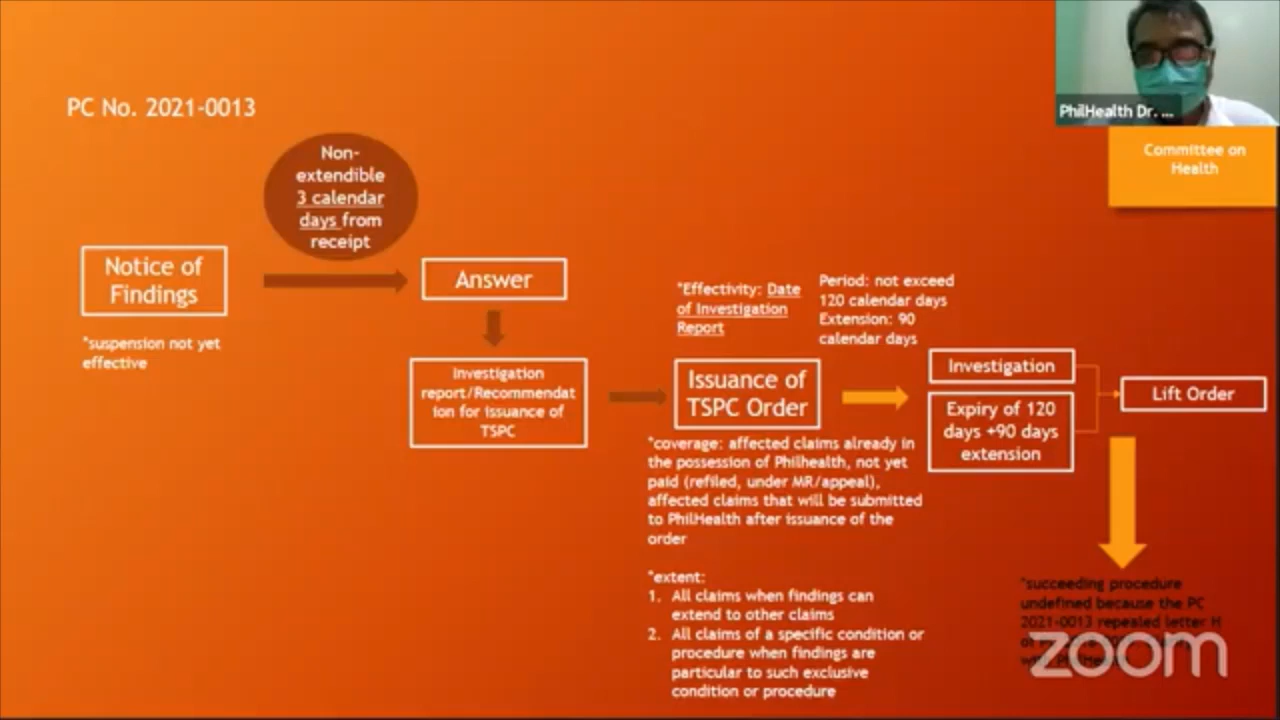 PC No. 2021-0013
PhilHealth Dr. ...
Committee on
Health
Non-
extendible
3 calendar
days from
receipt
Notice of
Findings
*suspension not yet
effective
Answer
Investigation
report/Recommendat
ion for issuance of
TSPC
*Effectivity: Date
of Investigation
Report
Period: not exceed
120 calendar days
Extension: 90
calendar days
Issuance of
TSPC Order
*coverage: affected claims already in
the possession of Philhealth, not yet
paid (refiled, under MR/appeal),
affected claims that will be submitted
to PhilHealth after issuance of the
order
*extent:
1. All claims when findings can
extend to other claims
2. All claims of a specific condition or
procedure when findings are
particular to such exclusive
condition or procedure
Investigation
Expiry of 120
days +90 days
extension
Lift Order
*succeeding procedure
undefined because the PC
2021-0013 repealed letter H
zoom